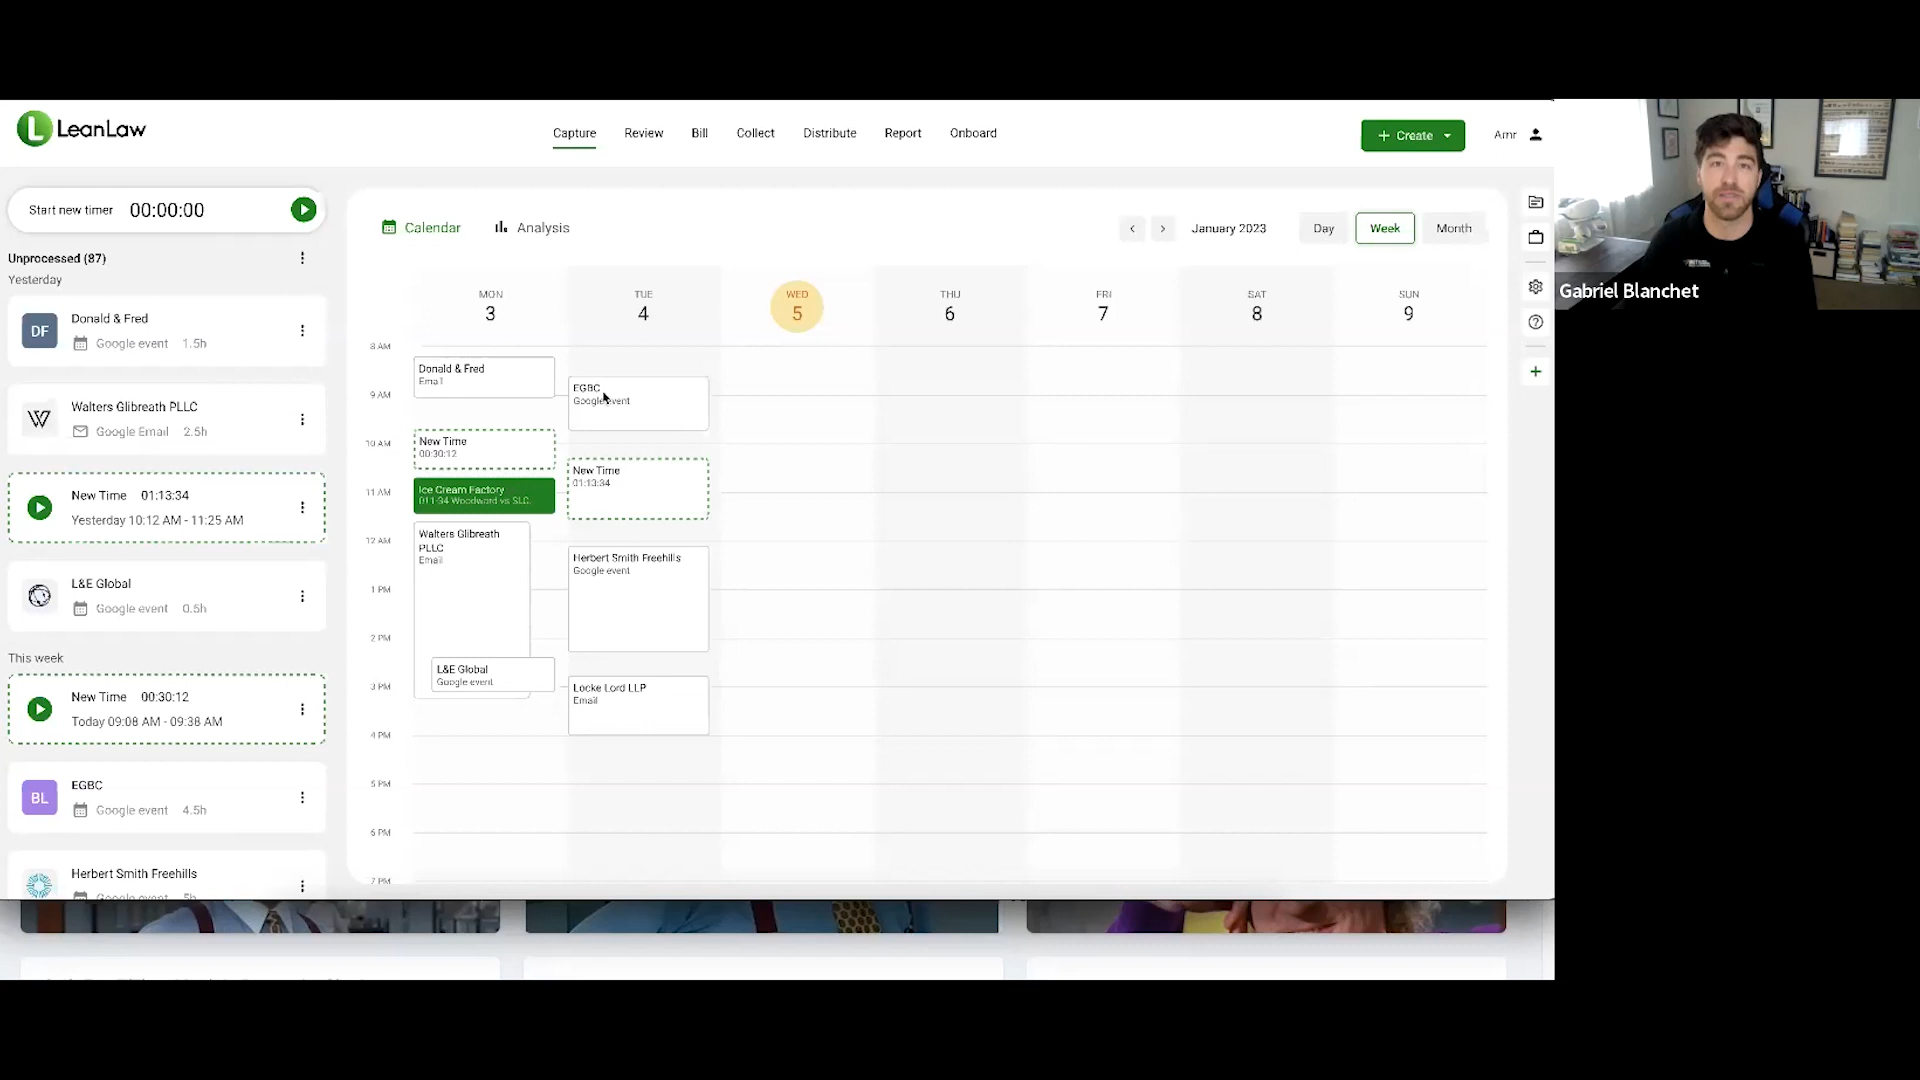 LeanLaw
Capture
Review
Bill
Collect
Distribute
Report
Onboard
+ Create
Amr
Start new timer 00:00:00
Unprocessed (87)
Yesterday
DF
Donald & Fred
Google event 1.5h
Walters Glibreath PLLC
Google Email 2.5h
New Time 01:13:34
Yesterday 10:12 AM - 11:25 AM
L&E Global
Google event 0.5h
This week
New Time 00:30:12
Today 09:08 AM - 09:38 AM
BL
EGBC
Google event 4.5h
Herbert Smith Freehills
Google event 5h
Calendar
Analysis
January 2023
Day
Week
Month
MON
3
TUE
4
WED
5
THU
6
FRI
7
SAT
8
SUN
9
8 AM
9 AM
10 AM
11 AM
12 AM
1 PM
2 PM
3 PM
4 PM
5 PM
6 PM
7 PM
Donald & Fred
Email
New Time
00:30:12
Ice Cream Factory
011-34 Woodward vs SLC.
Walters Glibreath
PLLC
Email
L&E Global
Google event
EGBC
Google event
New Time
01:13:34
Herbert Smith Freehills
Google event
Locke Lord LLP
Email
Gabriel Blanchet